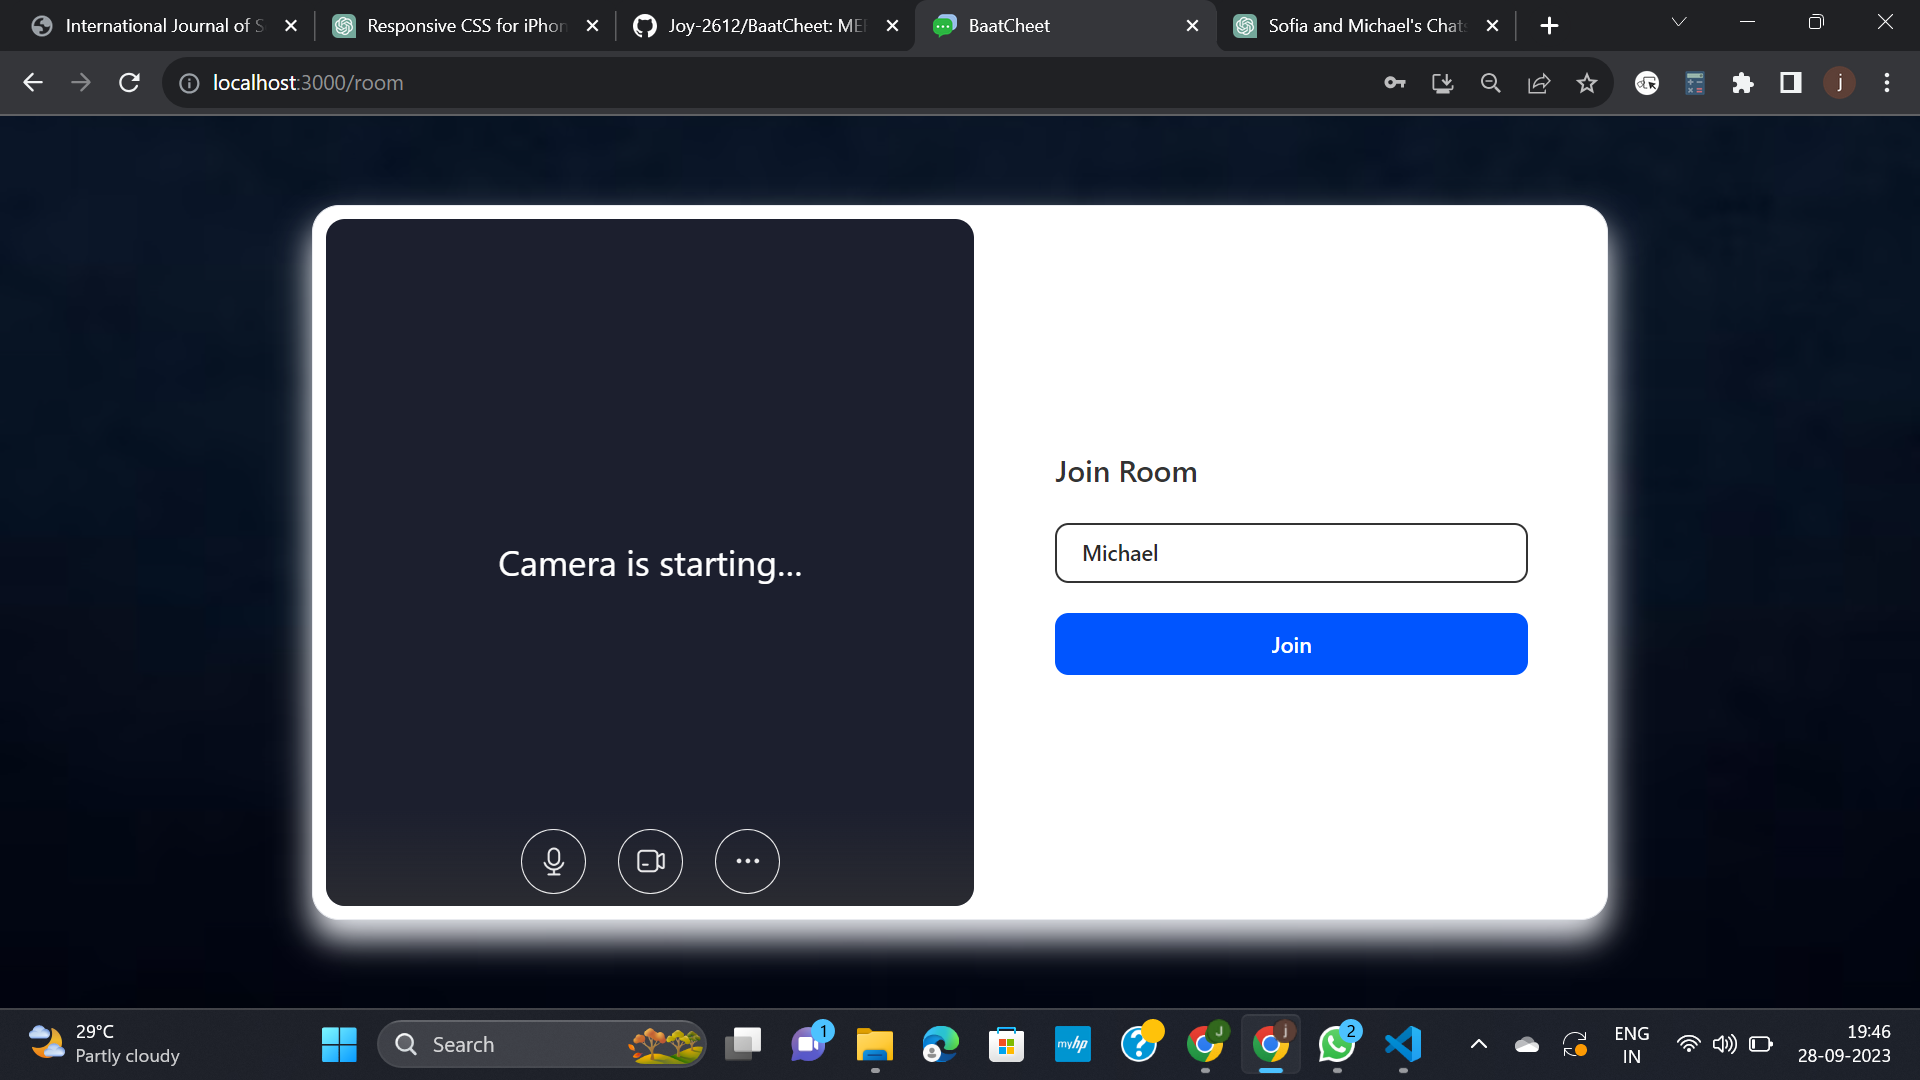 International Journal of S
Responsive CSS for iPhon
Joy-2612/BaatCheet: ME
BaatCheet
Sofia and Michael's Chat
localhost:3000/room
j
Join Room
Michael
Join
Camera is starting...
29°C
Partly cloudy
Search
1
myhp
J
j
2
ENG
IN
19:46
28-09-2023